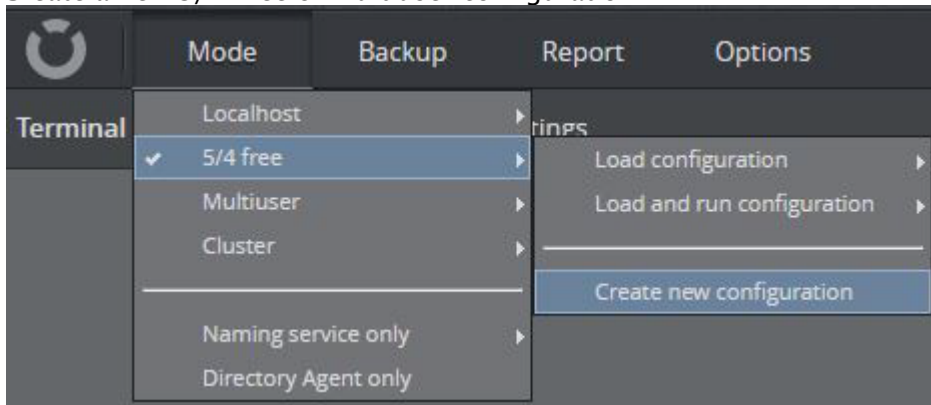 Mode Backup Report Options
Terminal
tings
Localhost
5/4 free
Multiuser
Cluster
Naming service only
Directory Agent only
Load configuration
Load and run configuration
Create new configuration